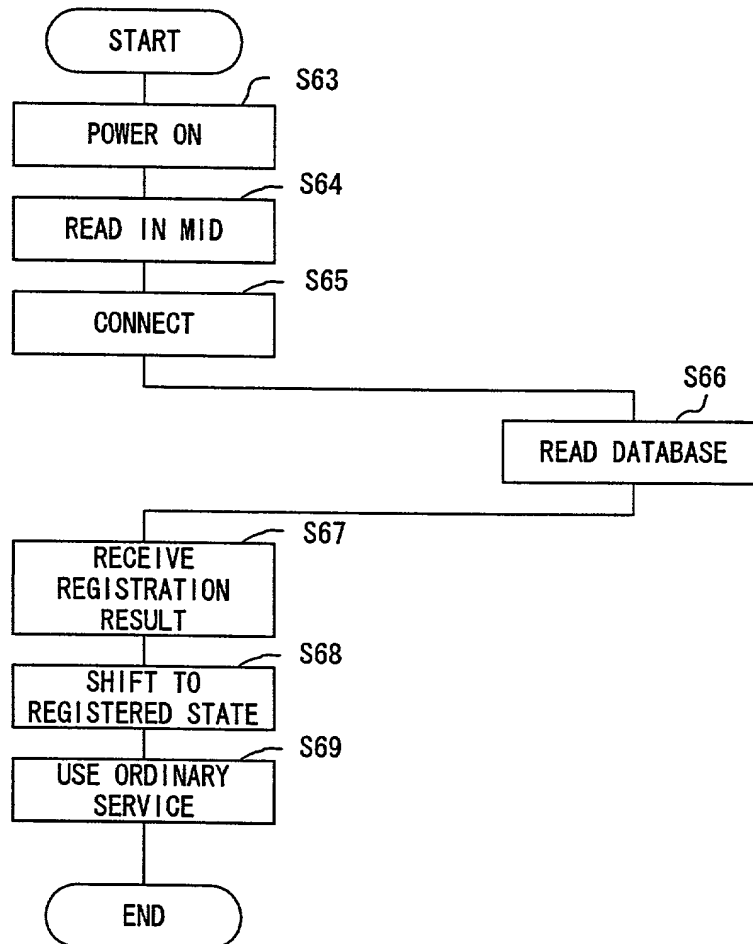 START
S63
POWER ON
S64
READ IN MID
S65
CONNECT
S66
READ DATABASE
S67
RECEIVE
REGISTRATION
RESULT
S68
SHIFT TO
REGISTERED STATE
S69
USE ORDINARY
SERVICE
END